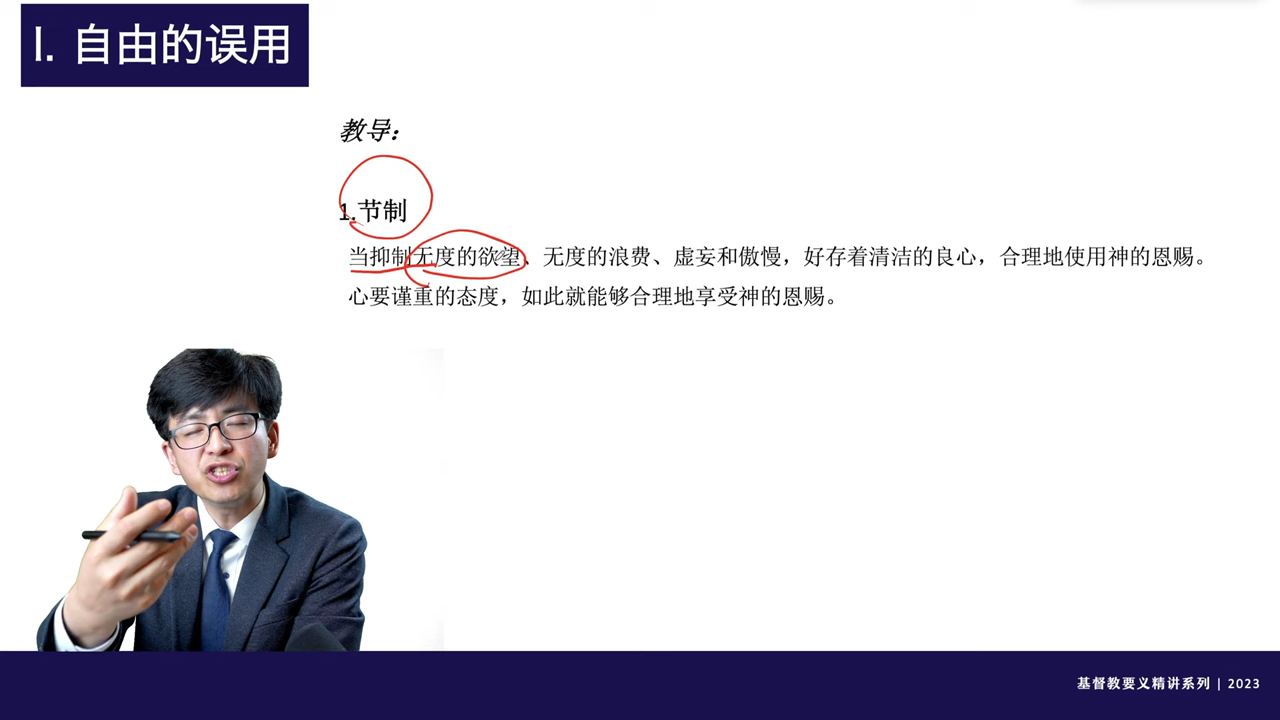 I. 自由的误用
教导：
1.节制
当抑制无度的欲望、无度的浪费、虚妄和傲慢，好存着清洁的良心，合理地使用神的恩赐。
心要谨重的态度，如此就能够合理地享受神的恩赐。
基督教要义精讲系列 | 2023